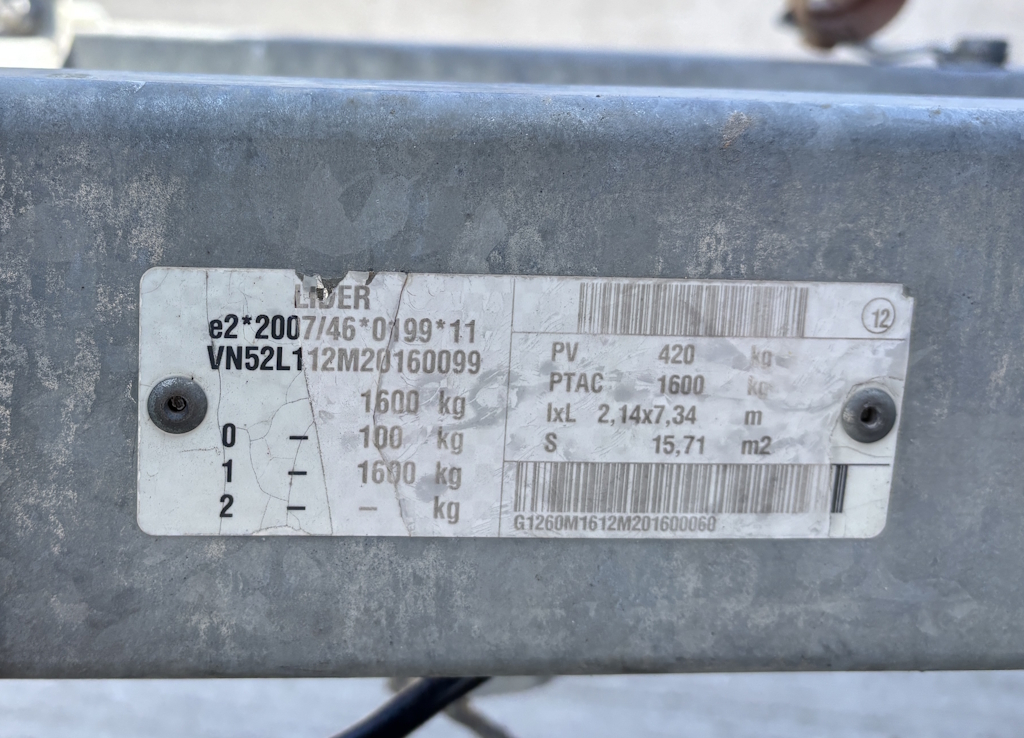 LIDER
e2*2007/46*0199*11
VN52L112M20160099
1600 kg
0 – 100 kg
1 – 1600 kg
2 – – kg
12
PV 420 kg
PTAC 1600 kg
lxL 2,14x7,34 m
S 15,71 m2
G1260M1612M201600060